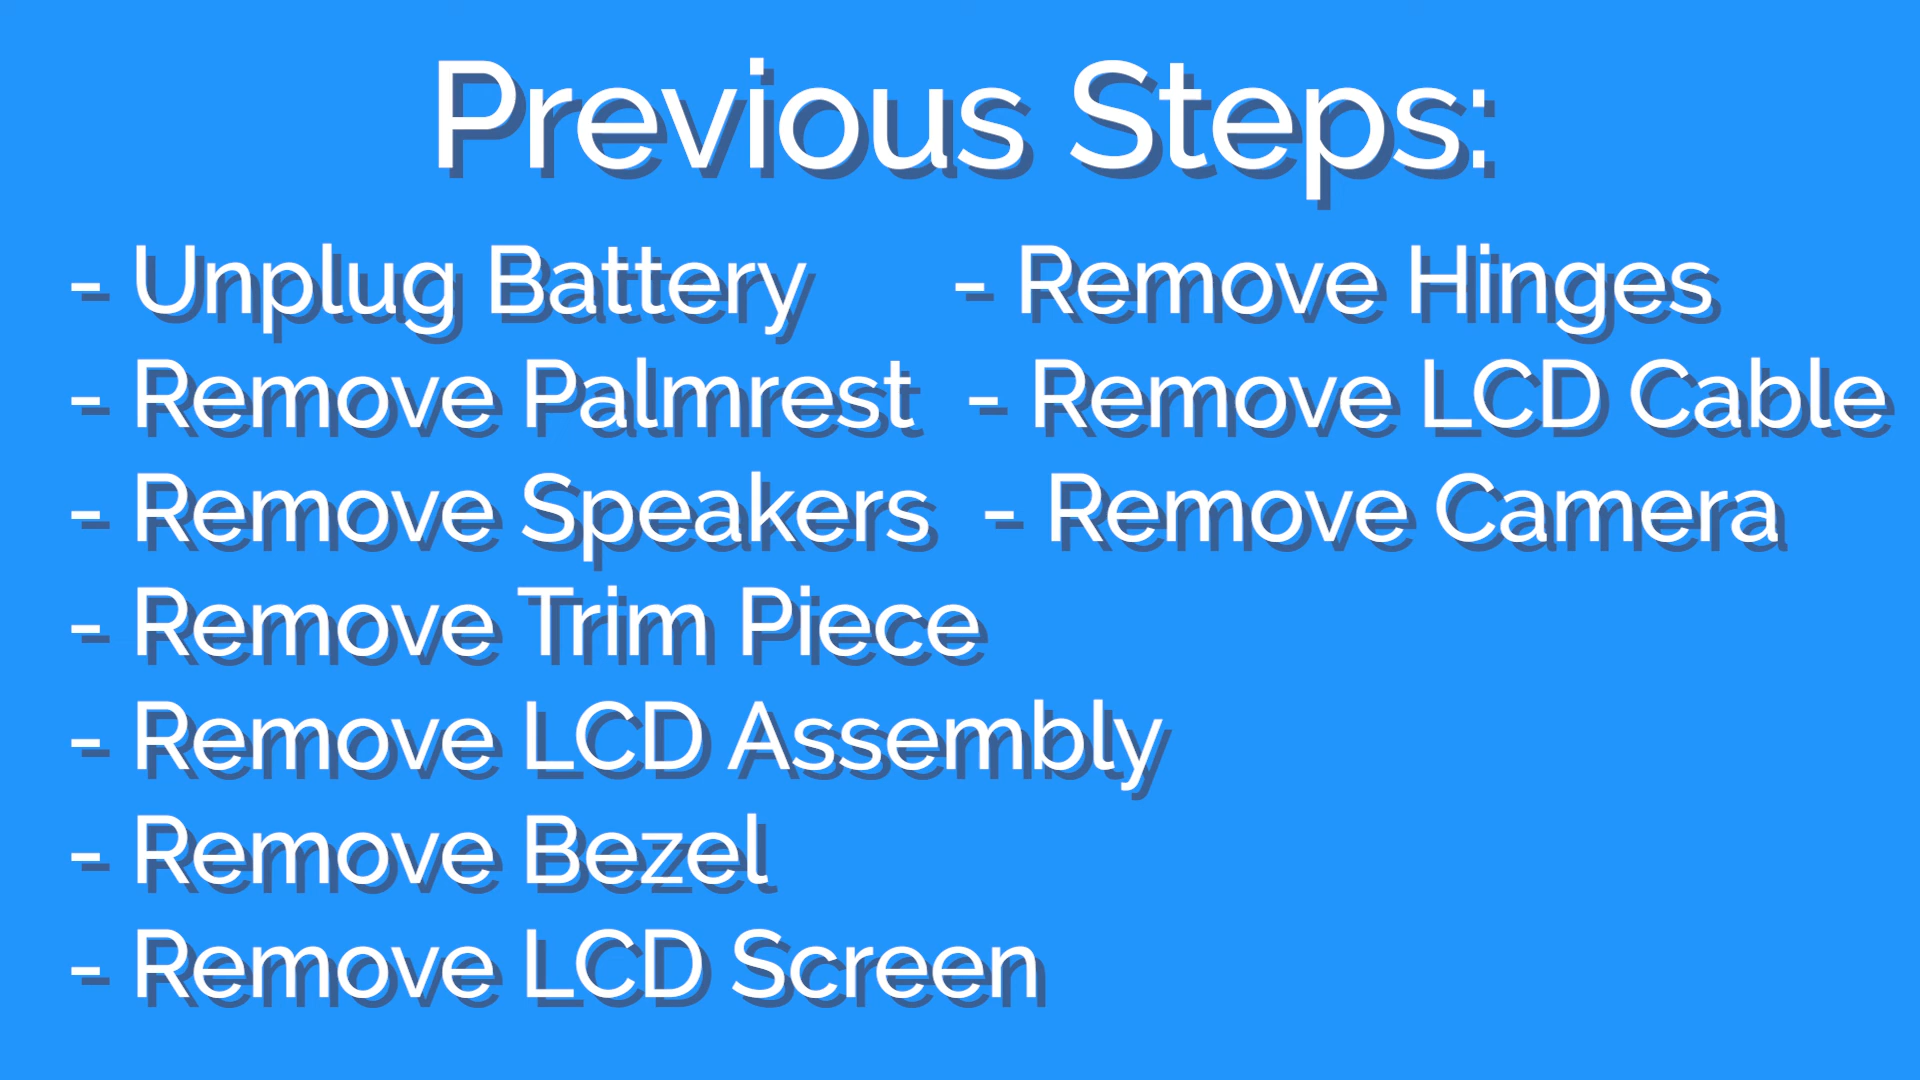 Previous Steps:
- Unplug Battery
- Remove Palmrest
- Remove Speakers
- Remove Trim Piece
- Remove LCD Assembly
- Remove Bezel
- Remove LCD Screen
- Remove Hinges
- Remove LCD Cable
- Remove Camera